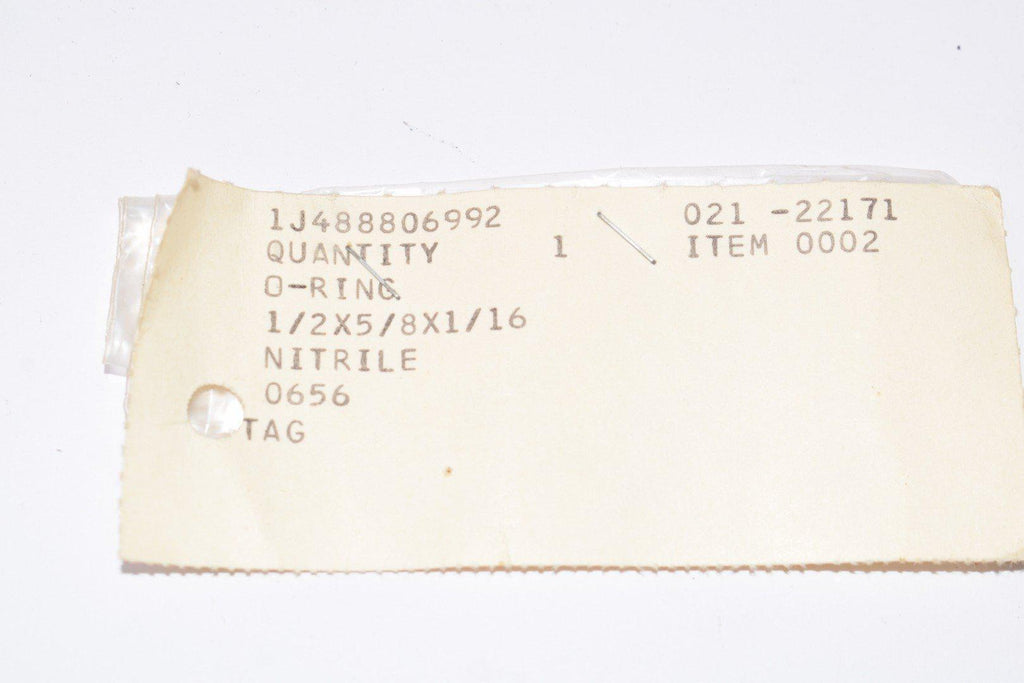 1J488806992 021 -22171
QUANTITY 1 ITEM 0002
O-RING
1/2X5/8X1/16
NITRILE
0656
TAG